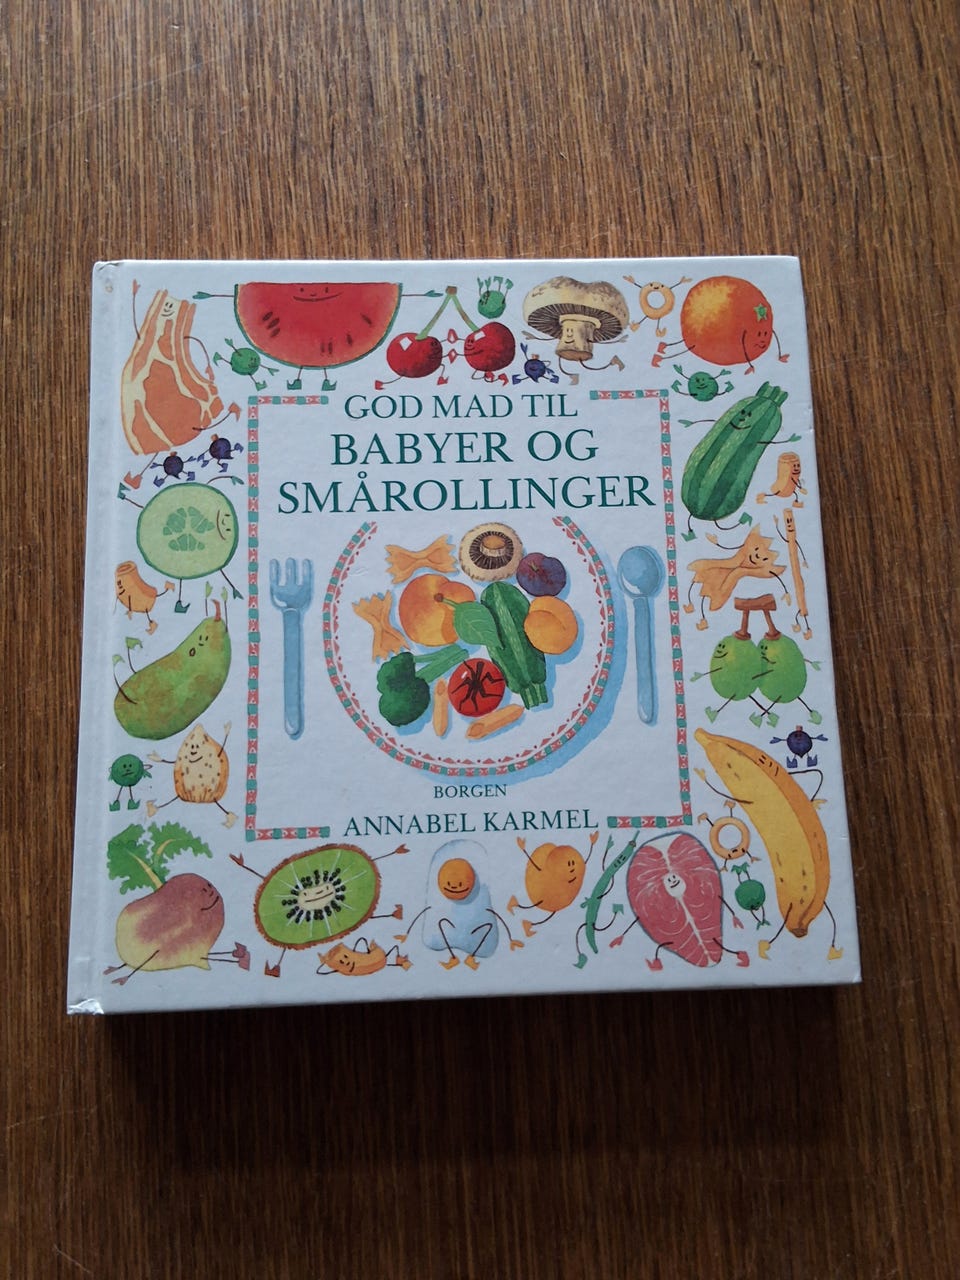 GOD MAD TIL
BABYER OG
SMÅROLLINGER
BORGEN
ANNABEL KARMEL